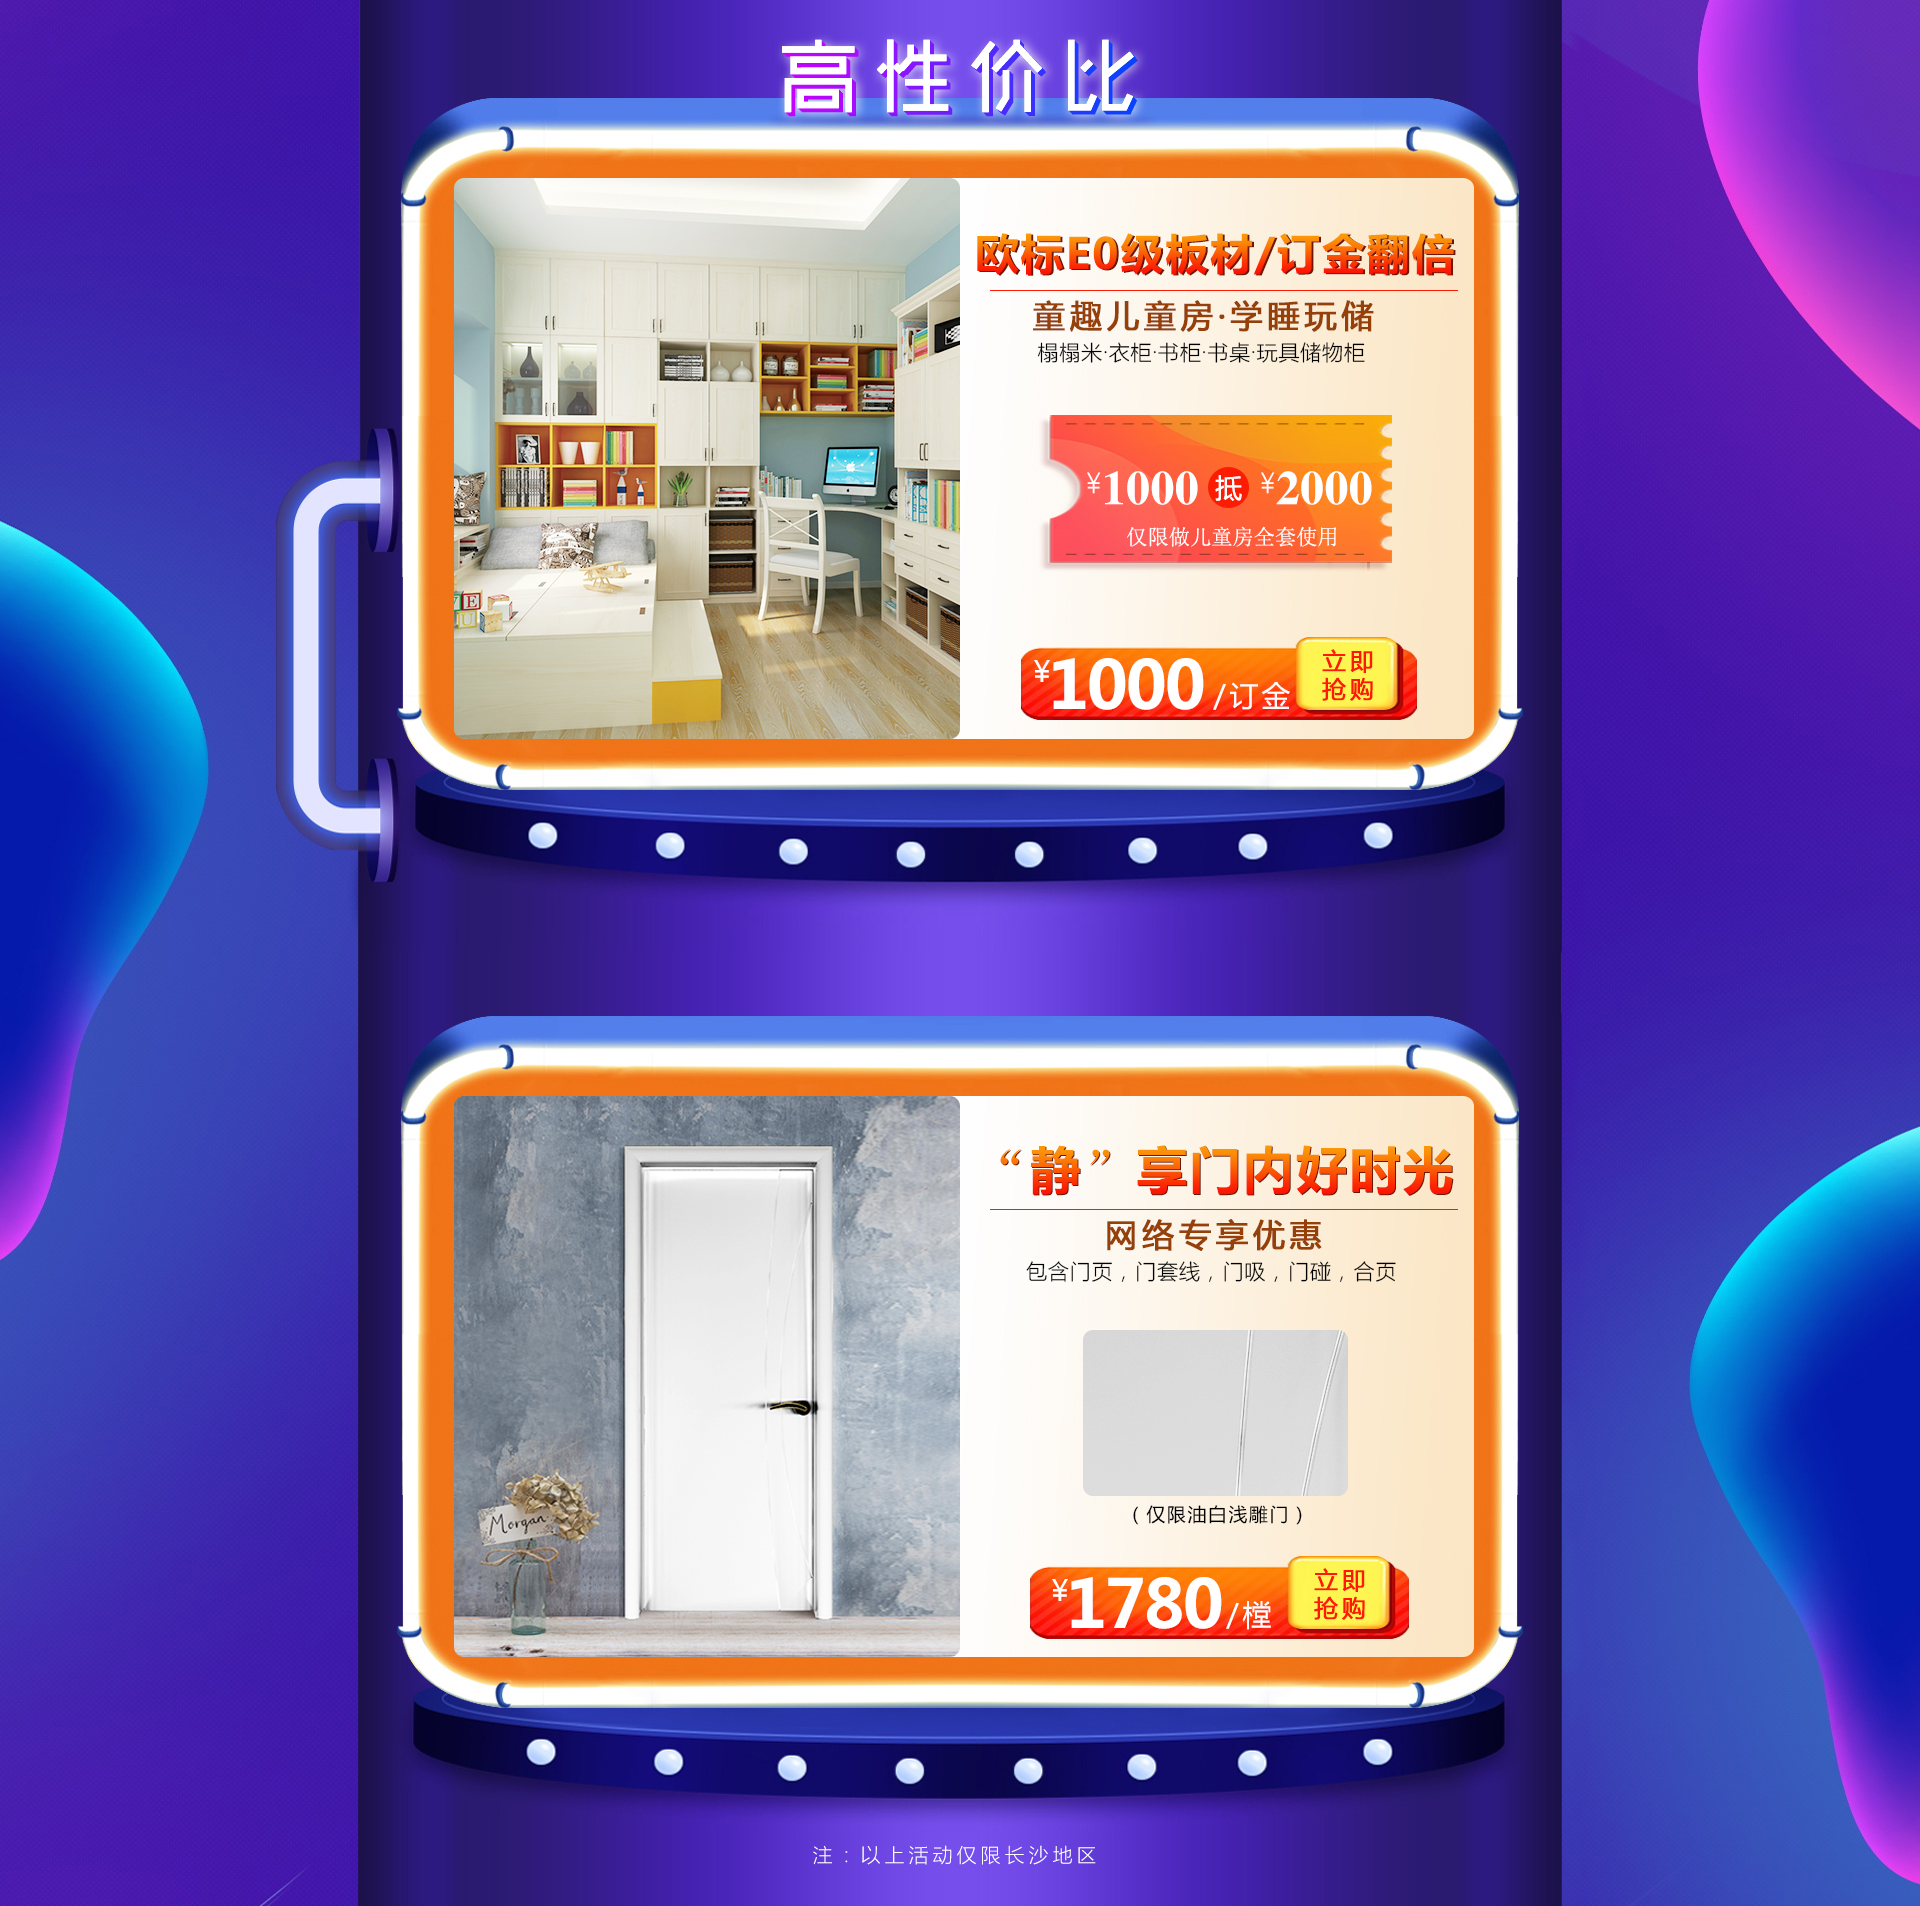 高性价比
欧标E0级板材/订金翻倍
童趣儿童房·学睡玩储
榻榻米·衣柜·书柜·书桌·玩具储物柜
¥1000 抵 ¥2000
仅限做儿童房全套使用
¥1000/订金
立即
抢购
“静”享门内好时光
网络专享优惠
包含门页，门套线，门吸，门碰，合页
Morgan
（仅限油白浅雕门）
¥1780/樘
立即
抢购
注：以上活动仅限长沙地区